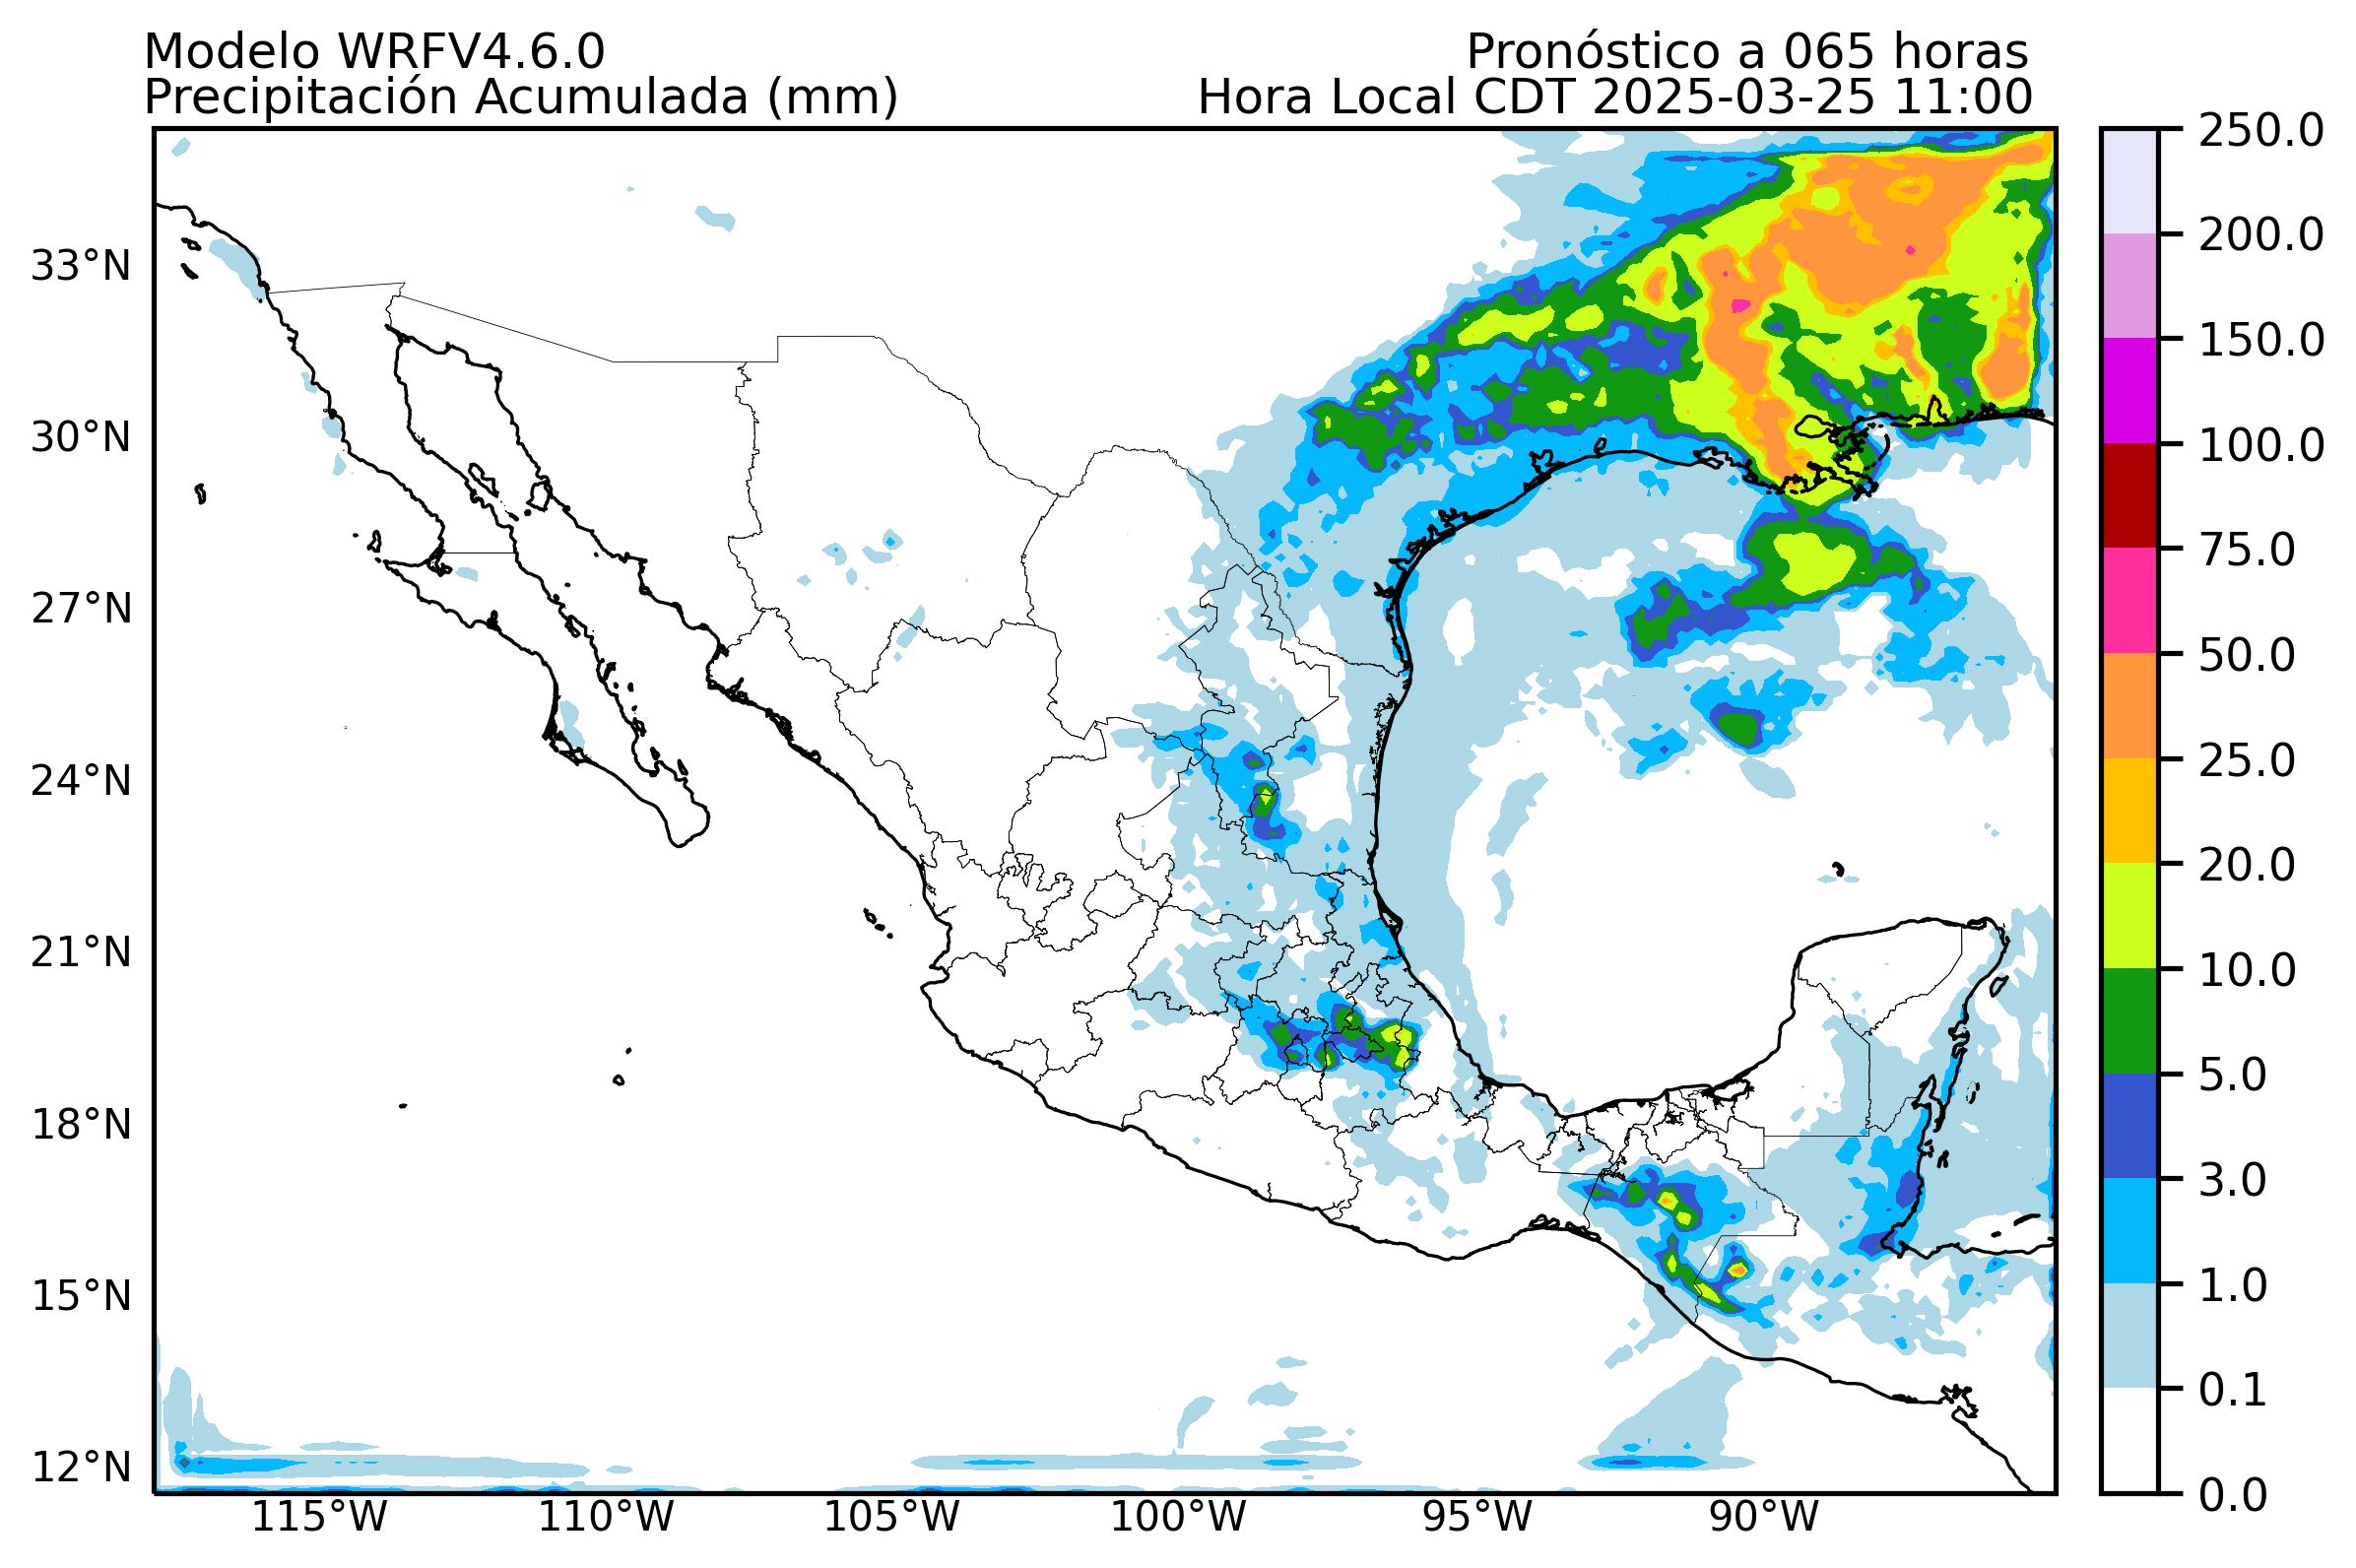 Modelo WRFV4.6.0
Pronóstico a 065 horas
Precipitación Acumulada (mm)
Hora Local CDT 2025-03-25 11:00
33°N
30°N
27°N
24°N
21°N
18°N
15°N
12°N
115°W
110°W
105°W
100°W
95°W
90°W
250.0
200.0
150.0
100.0
75.0
50.0
25.0
20.0
10.0
5.0
3.0
1.0
0.1
0.0